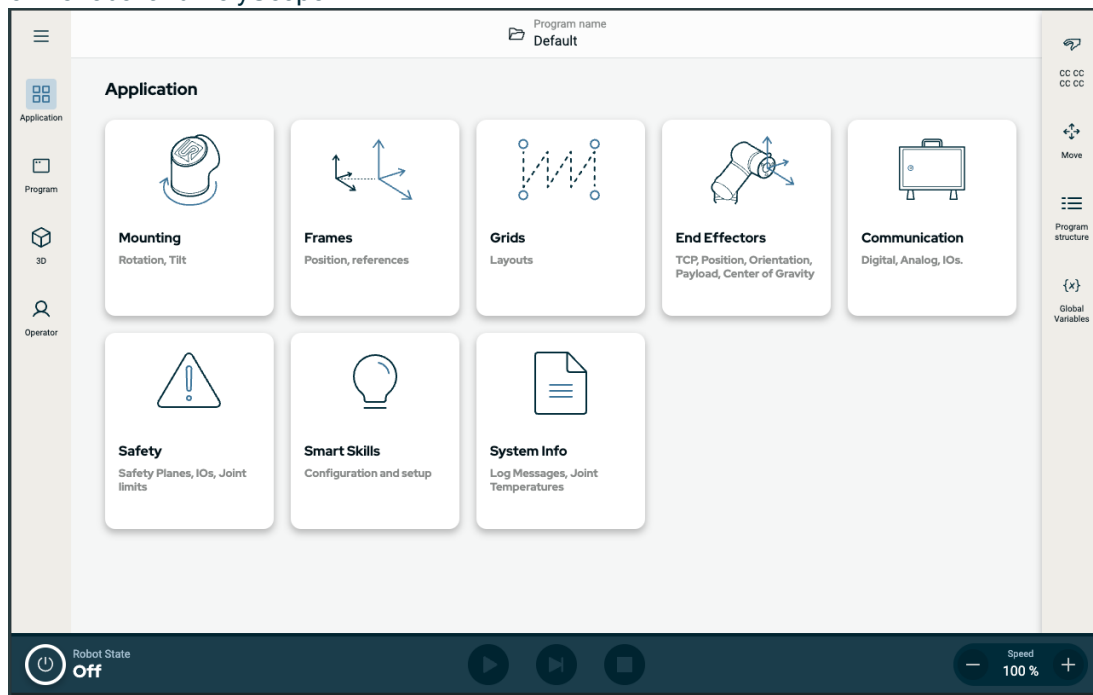 Program name
Default
CC CC
CC CC
Application
Application
Program
3D
Operator
Mounting
Rotation, Tilt
Frames
Position, references
Grids
Layouts
End Effectors
TCP, Position, Orientation,
Payload, Center of Gravity
Communication
Digital, Analog, IOs.
Safety
Safety Planes, IOs, Joint
limits
Smart Skills
Configuration and setup
System Info
Log Messages, Joint
Temperatures
Move
Program
structure
{x}
Global
Variables
Robot State
Off
Speed
100 %